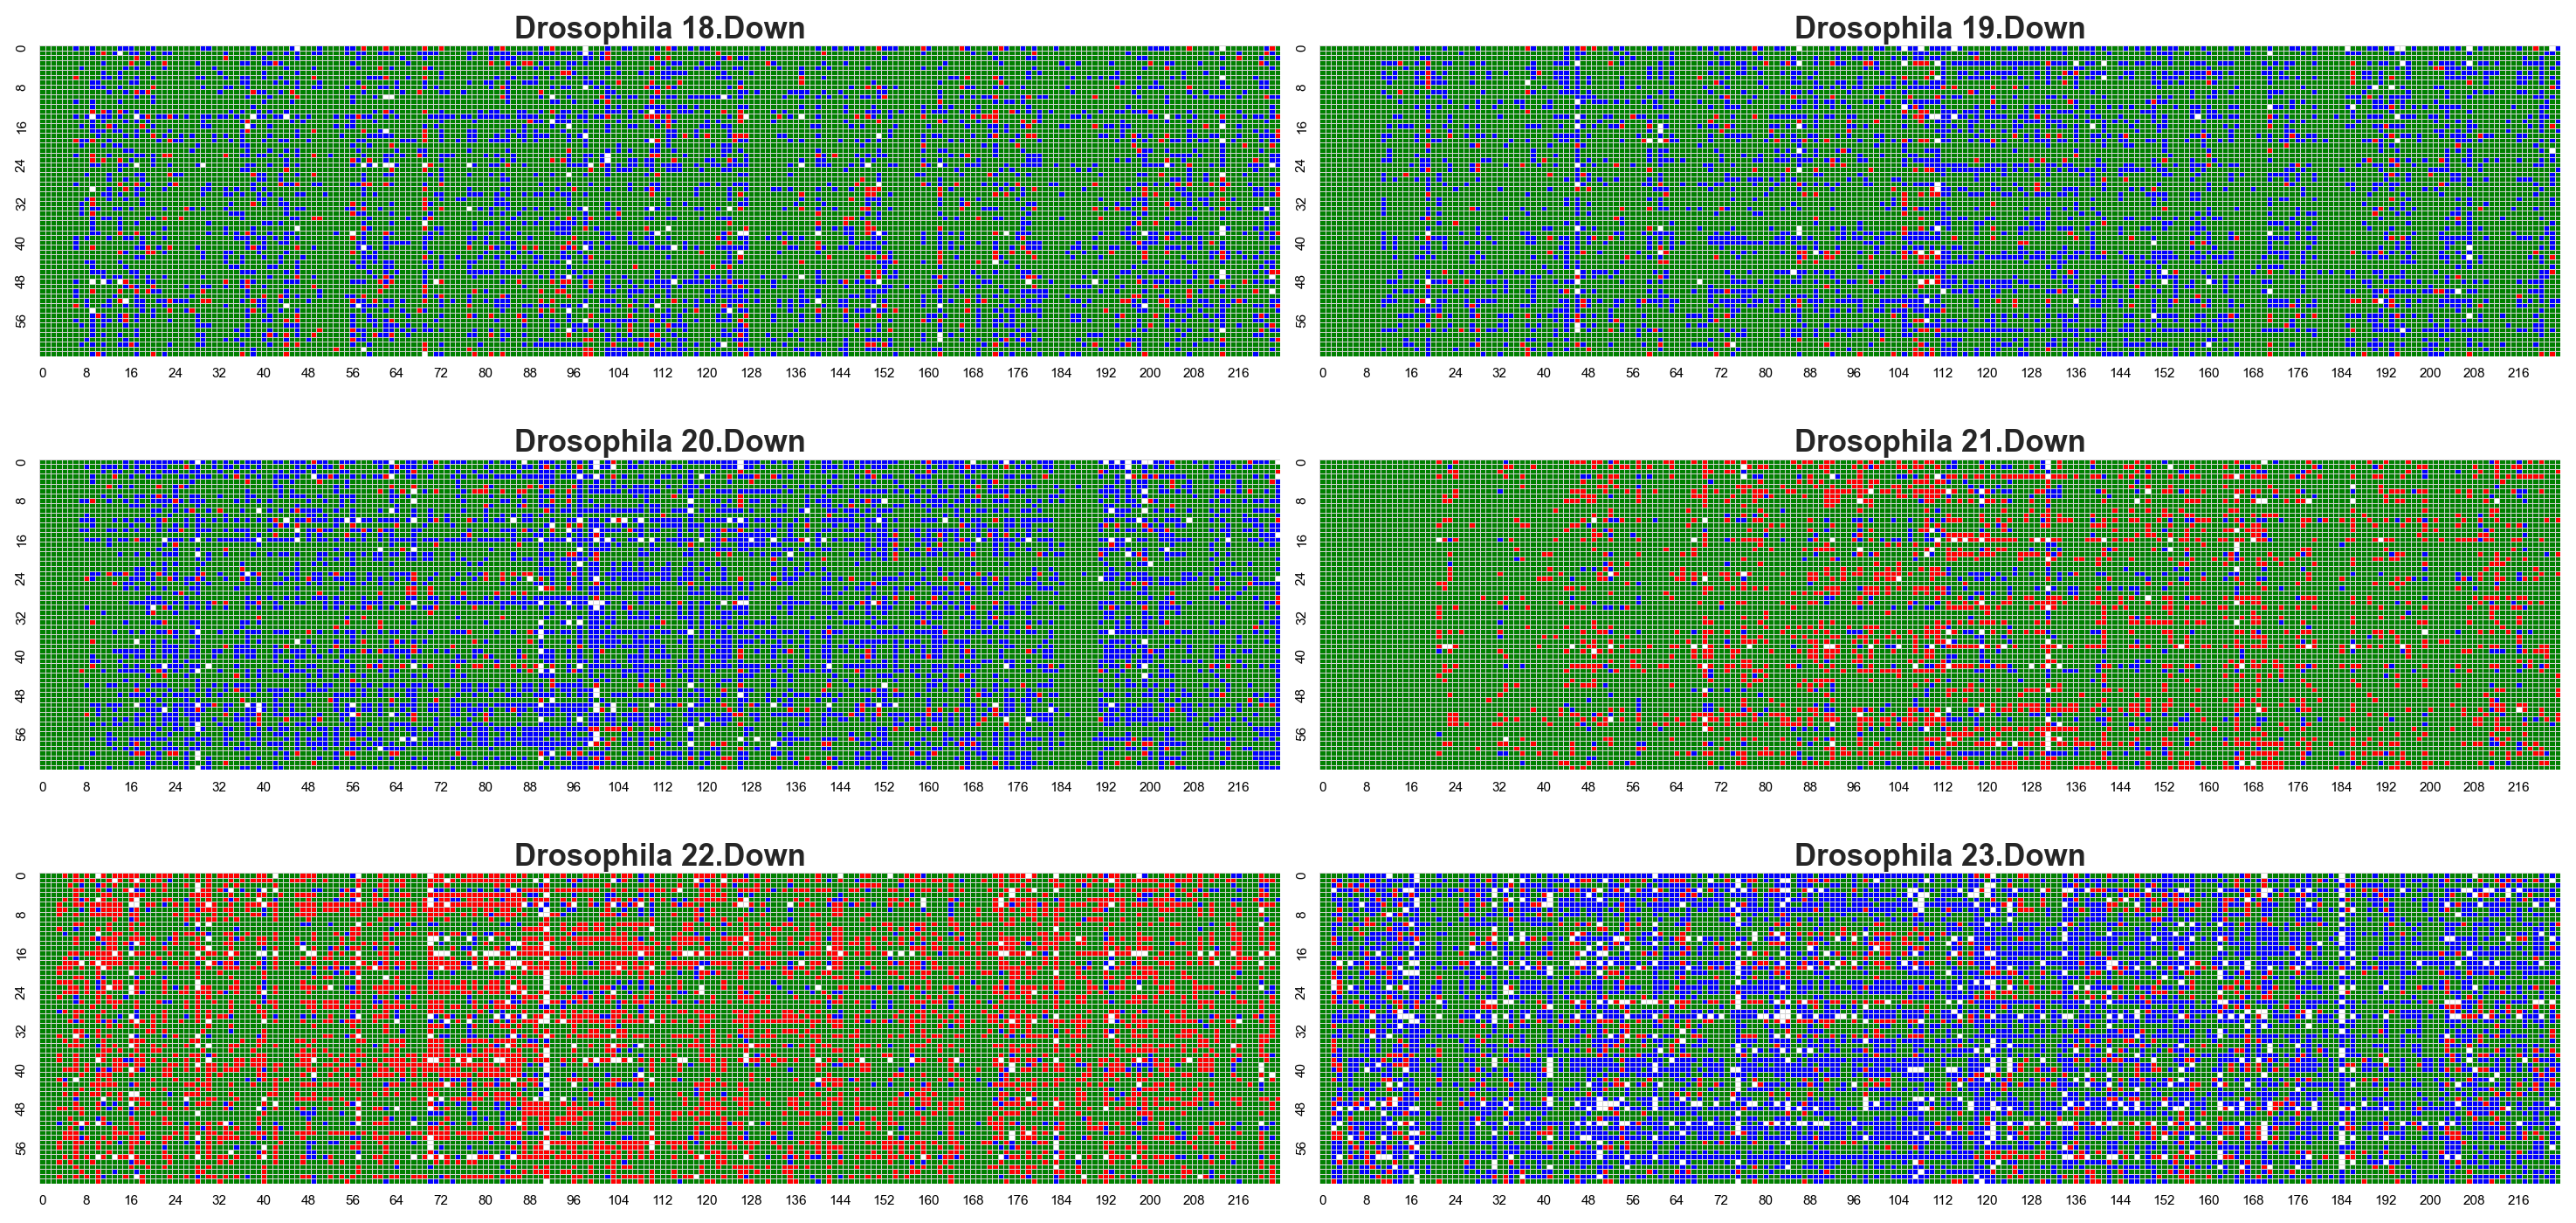 Drosophila 18.Down
0 8 16 24 32 40 48 56
0 8 16 24 32 40 48 56 64 72 80 88 96 104 112 120 128 136 144 152 160 168 176 184 192 200 208 216
Drosophila 19.Down
0 8 16 24 32 40 48 56
0 8 16 24 32 40 48 56 64 72 80 88 96 104 112 120 128 136 144 152 160 168 176 184 192 200 208 216
Drosophila 20.Down
0 8 16 24 32 40 48 56
0 8 16 24 32 40 48 56 64 72 80 88 96 104 112 120 128 136 144 152 160 168 176 184 192 200 208 216
Drosophila 21.Down
0 8 16 24 32 40 48 56
0 8 16 24 32 40 48 56 64 72 80 88 96 104 112 120 128 136 144 152 160 168 176 184 192 200 208 216
Drosophila 22.Down
0 8 16 24 32 40 48 56
0 8 16 24 32 40 48 56 64 72 80 88 96 104 112 120 128 136 144 152 160 168 176 184 192 200 208 216
Drosophila 23.Down
0 8 16 24 32 40 48 56
0 8 16 24 32 40 48 56 64 72 80 88 96 104 112 120 128 136 144 152 160 168 176 184 192 200 208 216